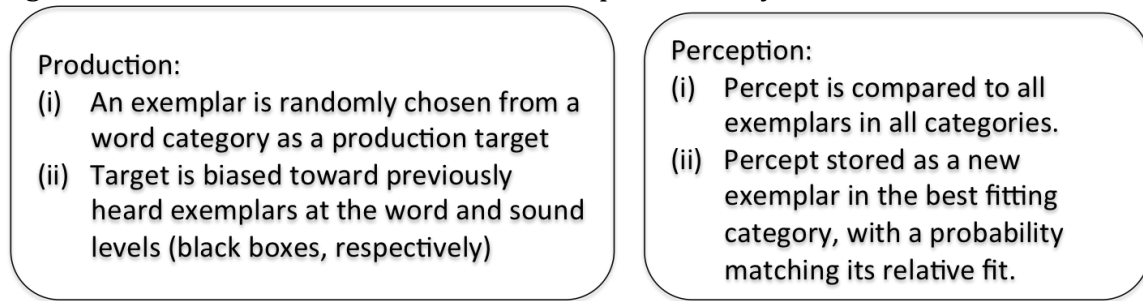 Production:
(i) An exemplar is randomly chosen from a
word category as a production target
(ii) Target is biased toward previously
heard exemplars at the word and sound
levels (black boxes, respectively)
Perception:
(i) Percept is compared to all
exemplars in all categories.
(ii) Percept stored as a new
exemplar in the best fitting
category, with a probability
matching its relative fit.